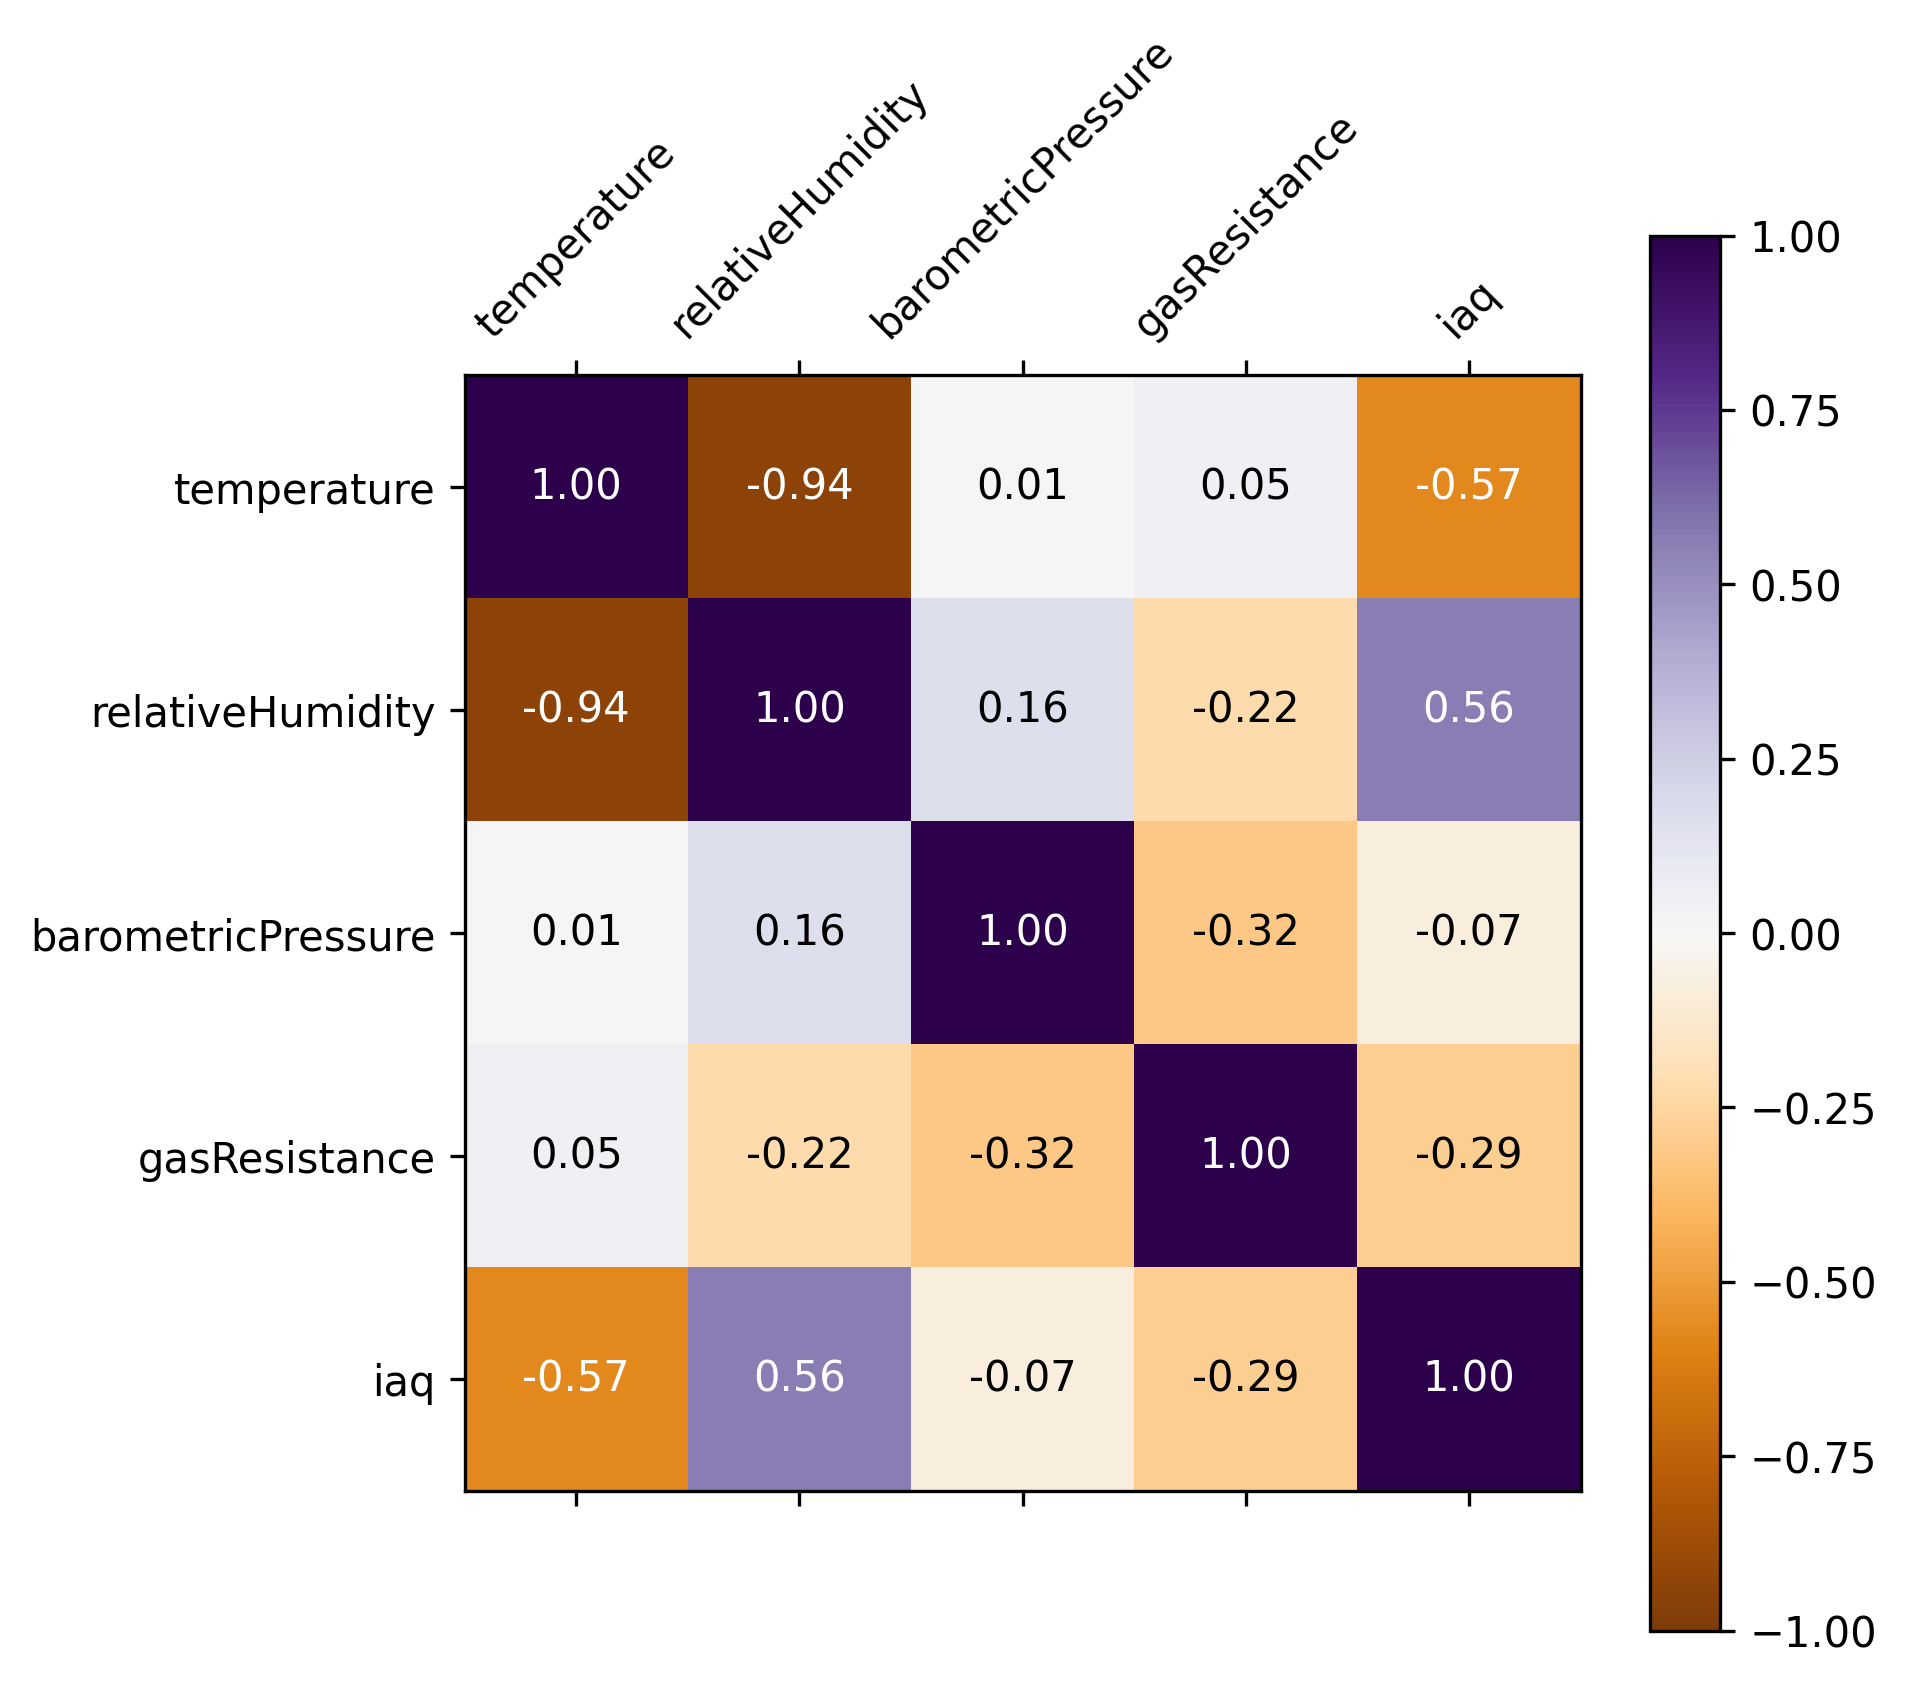 temperature
relativeHumidity
barometricPressure
gasResistance
iaq
temperature 1.00 -0.94 0.01 0.05 -0.57
relativeHumidity -0.94 1.00 0.16 -0.22 0.56
barometricPressure 0.01 0.16 1.00 -0.32 -0.07
gasResistance 0.05 -0.22 -0.32 1.00 -0.29
iaq -0.57 0.56 -0.07 -0.29 1.00
1.00
0.75
0.50
0.25
0.00
−0.25
−0.50
−0.75
−1.00